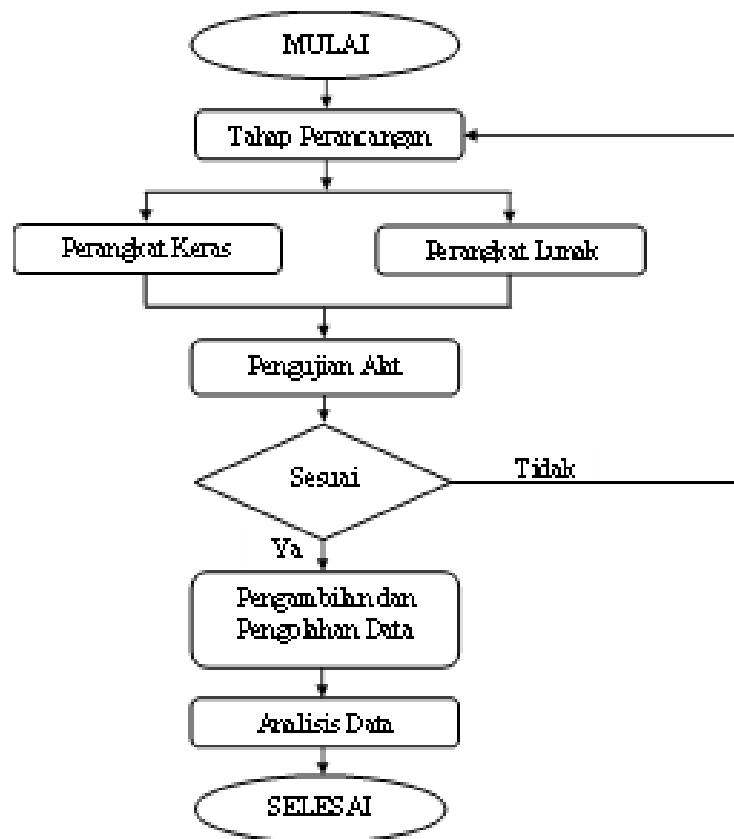 MULAI
Tahap Perancangan
Perangkat Keras
Perangkat Lunak
Pengujian Alat
Sesuai
Tidak
Ya
Pengambilan dan
Pengolahan Data
Analisis Data
SELESAI